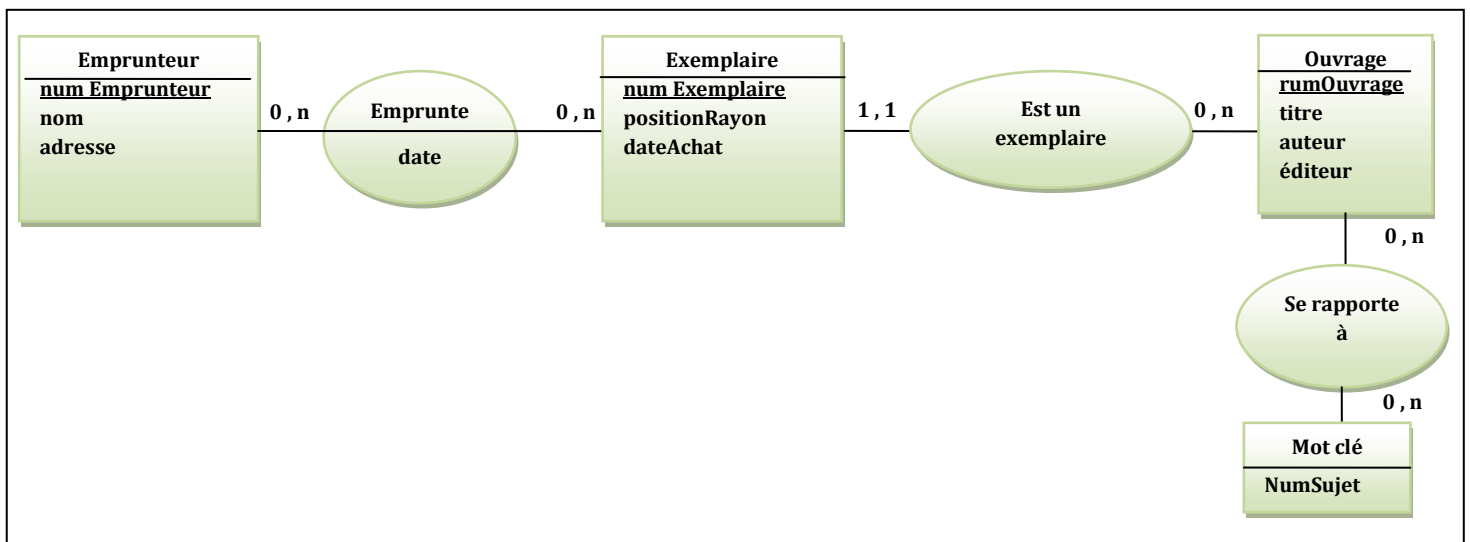 Emprunteur
num Emprunteur
nom
adresse
0 , n
Emprunte
date
0 , n
Exemplaire
num Exemplaire
positionRayon
dateAchat
1 , 1
Est un
exemplaire
0 , n
Ouvrage
rumOuvrage
titre
auteur
éditeur
0 , n
Se rapporte
à
0 , n
Mot clé
NumSujet